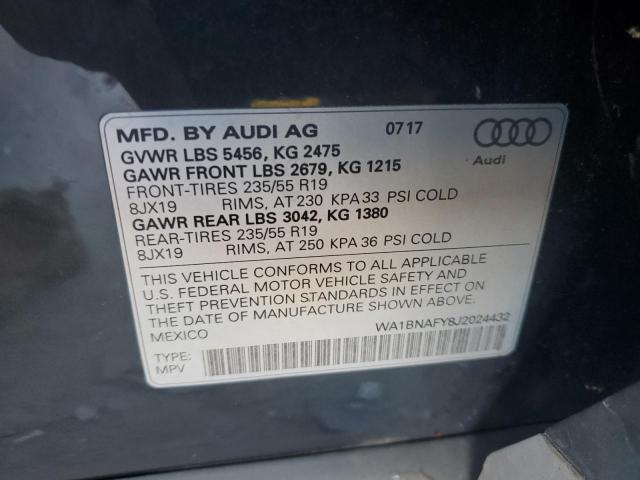 MFD. BY AUDI AG 07 17
GVWR LBS 5456, KG 2475
GAWR FRONT LBS 2679, KG 1215
FRONT-TIRES 235/55 R19
8JX19 RIMS, AT 230 KPA 33 PSI COLD
GAWR REAR LBS 3042, KG 1380
REAR-TIRES 235/55 R19
8JX19 RIMS, AT 250 KPA 36 PSI COLD
Audi
THIS VEHICLE CONFORMS TO ALL APPLICABLE
U.S. FEDERAL MOTOR VEHICLE SAFETY AND
THEFT PREVENTION STANDARDS IN EFFECT ON
THE DATE OF MANUFACTURE SHOWN ABOVE.
MEXICO
WA1BNAFY8J2024432
TYPE:
MPV